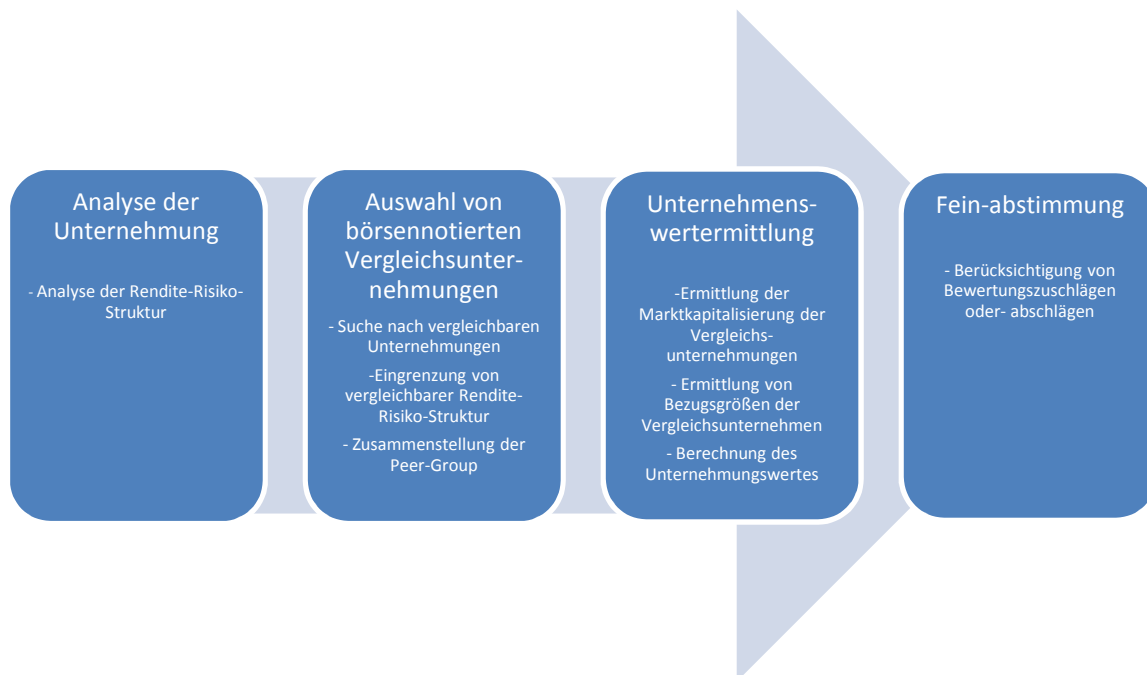 Analyse der
Unternehmung
- Analyse der Rendite-Risiko-
Struktur
Auswahl von
börsennotierten
Vergleichsunter-
nehmungen
- Suche nach vergleichbaren
Unternehmungen
-Eingrenzung von
vergleichbarer Rendite-
Risiko-Struktur
- Zusammenstellung der
Peer-Group
Unternehmens-
wertermittlung
-Ermittlung der
Marktkapitalisierung der
Vergleichs-
unternehmungen
- Ermittlung von
Bezugsgrößen der
Vergleichsunternehmen
- Berechnung des
Unternehmungswertes
Fein-abstimmung
- Berücksichtigung von
Bewertungszuschlägen
oder- abschlägen